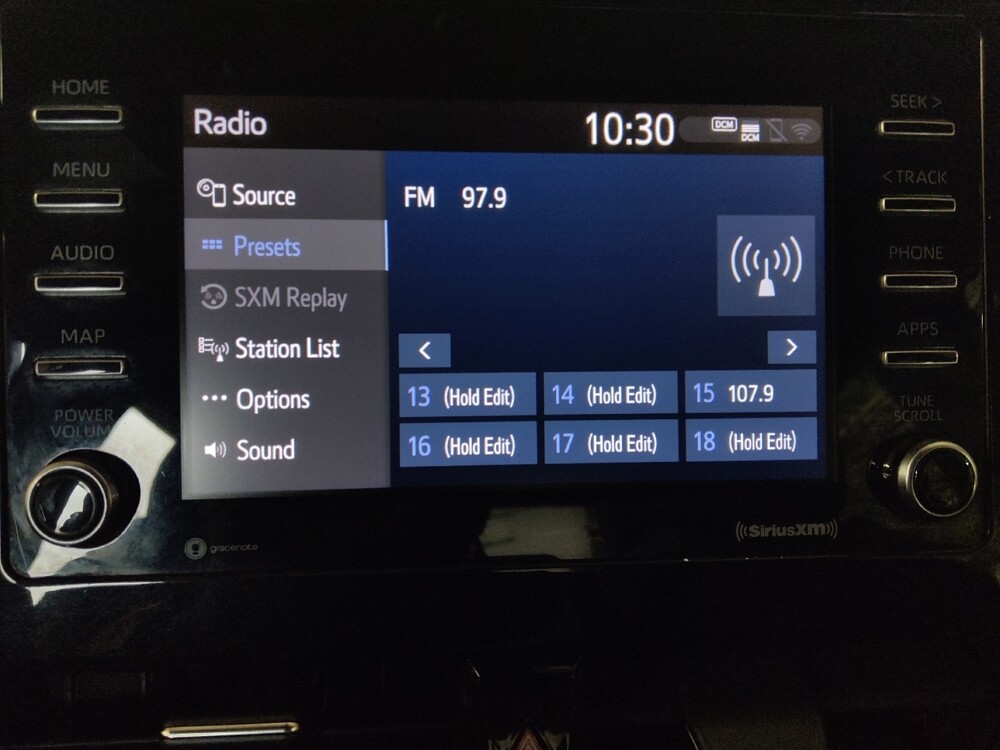 HOME
MENU
AUDIO
MAP
POWER
VOLUME
Radio
10:30
DCM
DCM
Source
Presets
SXM Replay
Station List
Options
Sound
FM 97.9
<
>
13 (Hold Edit)
14 (Hold Edit)
15 107.9
16 (Hold Edit)
17 (Hold Edit)
18 (Hold Edit)
SEEK >
< TRACK
PHONE
APPS
TUNE
SCROLL
gracenote
((SiriusXM))